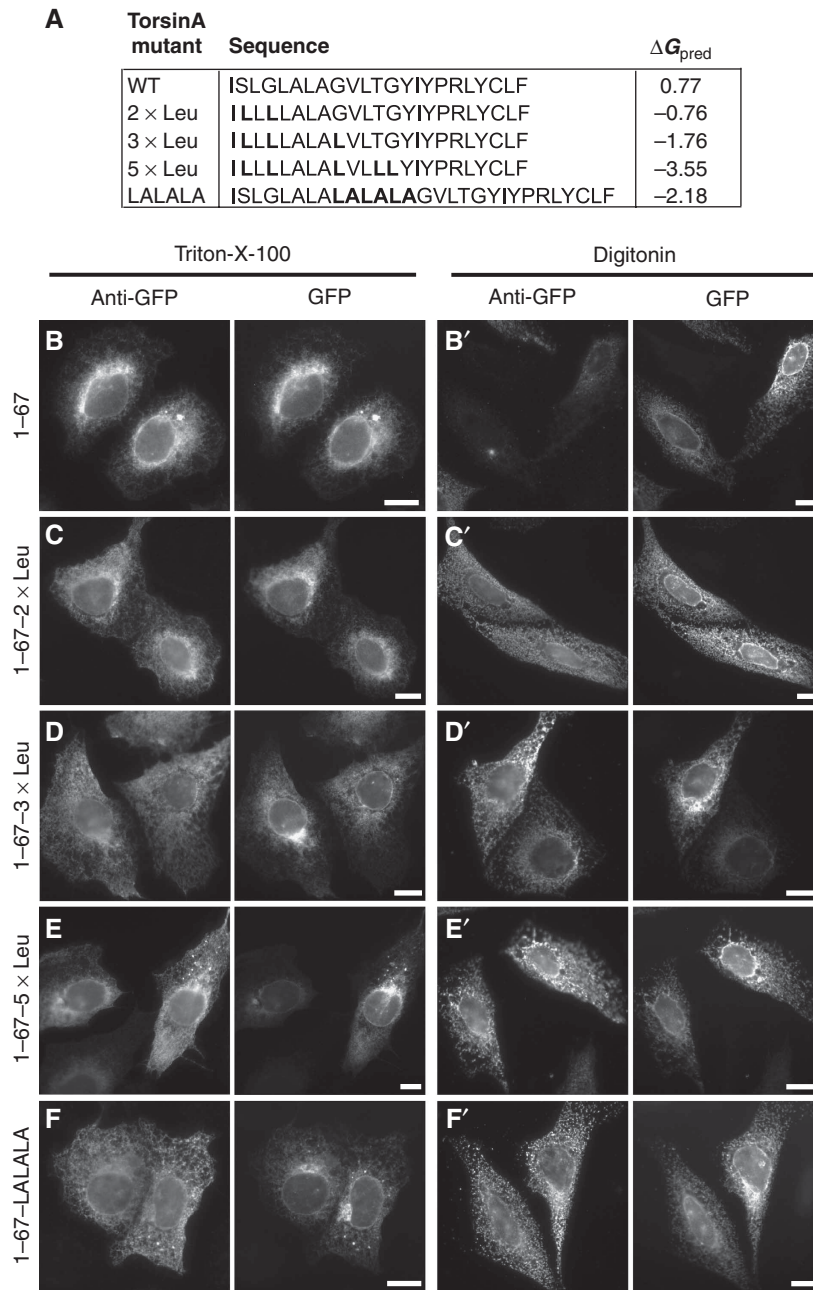 A
TorsinA mutant Sequence ΔGpred
WT ISLGLALAGVLTGYIYPRLYCLF 0.77
2 × Leu ILLLLALAGVLTGYIYPRLYCLF –0.76
3 × Leu ILLLLALALVLTGYIYPRLYCLF –1.76
5 × Leu ILLLLALALVLLLYIYPRLYCLF –3.55
LALALA ISLGLALALALALAGVLTGYIYPRLYCLF –2.18
Triton-X-100 Digitonin
Anti-GFP GFP Anti-GFP GFP
1–67 B B′
1–67–2 × Leu C C′
1–67–3 × Leu D D′
1–67–5 × Leu E E′
1–67–LALALA F F′